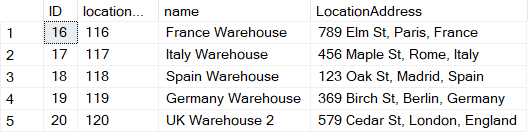 ID location... name LocationAddress
1 16 116 France Warehouse 789 Elm St, Paris, France
2 17 117 Italy Warehouse 456 Maple St, Rome, Italy
3 18 118 Spain Warehouse 123 Oak St, Madrid, Spain
4 19 119 Germany Warehouse 369 Birch St, Berlin, Germany
5 20 120 UK Warehouse 2 579 Cedar St, London, England